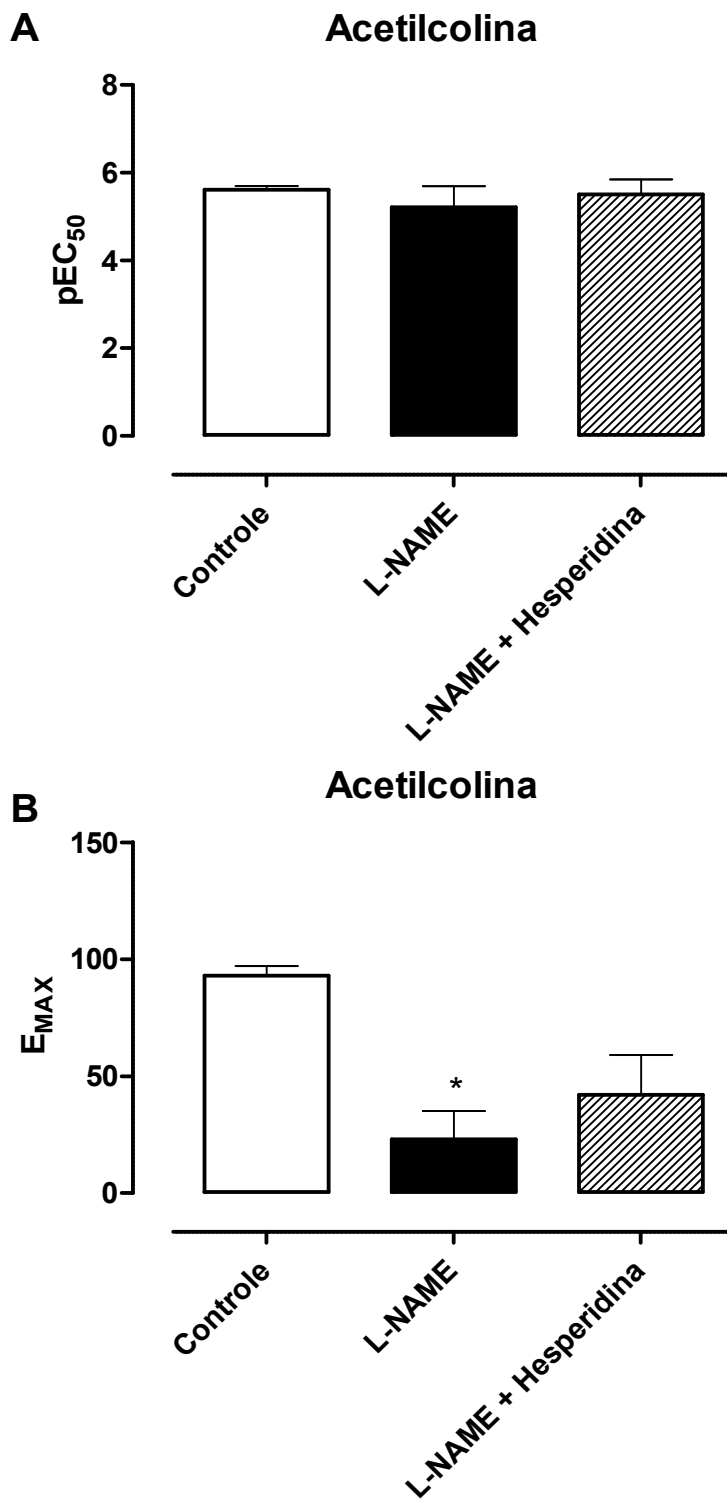 A
Acetilcolina
pEC50
8
6
4
2
0
Controle
L-NAME
L-NAME + Hesperidina
B
Acetilcolina
EMAX
150
100
50
0
*
Controle
L-NAME
L-NAME + Hesperidina